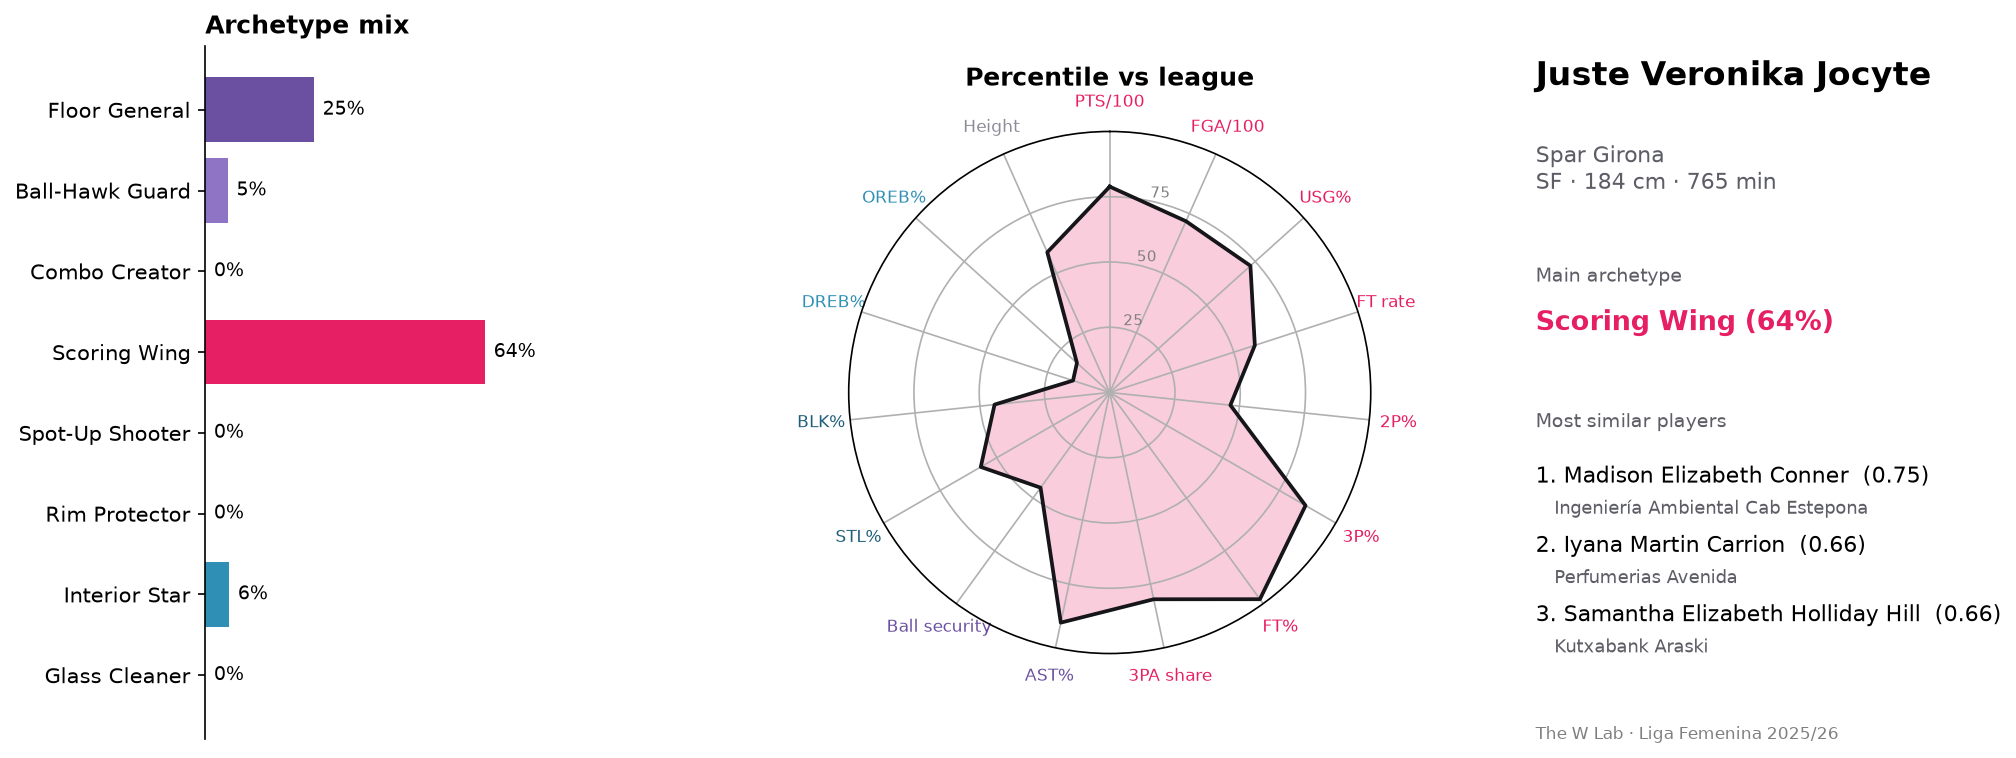 Archetype mix
Floor General
25%
Ball-Hawk Guard
5%
Combo Creator
0%
Scoring Wing
64%
Spot-Up Shooter
0%
Rim Protector
0%
Interior Star
6%
Glass Cleaner
0%
Percentile vs league
PTS/100
FGA/100
USG%
FT rate
2P%
3P%
FT%
3PA share
AST%
Ball security
STL%
BLK%
DREB%
OREB%
Height
75
50
25
Juste Veronika Jocyte
Spar Girona
SF · 184 cm · 765 min
Main archetype
Scoring Wing (64%)
Most similar players
1. Madison Elizabeth Conner (0.75)
Ingeniería Ambiental Cab Estepona
2. Iyana Martin Carrion (0.66)
Perfumerias Avenida
3. Samantha Elizabeth Holliday Hill (0.66)
Kutxabank Araski
The W Lab · Liga Femenina 2025/26